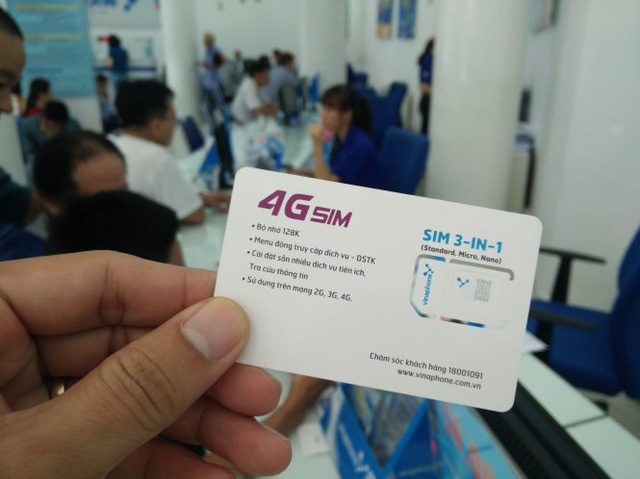 4G SIM
• Bộ nhớ 128K
• Menu động truy cập dịch vụ - DSTK
• Cài đặt sẵn nhiều dịch vụ tiện ích,
Tra cứu thông tin
• Sử dụng trên mạng 2G, 3G, 4G.
SIM 3-IN-1
(Standard, Micro, Nano)
vinaphone
Chăm sóc khách hàng 18001091
www.vinaphone.com.vn